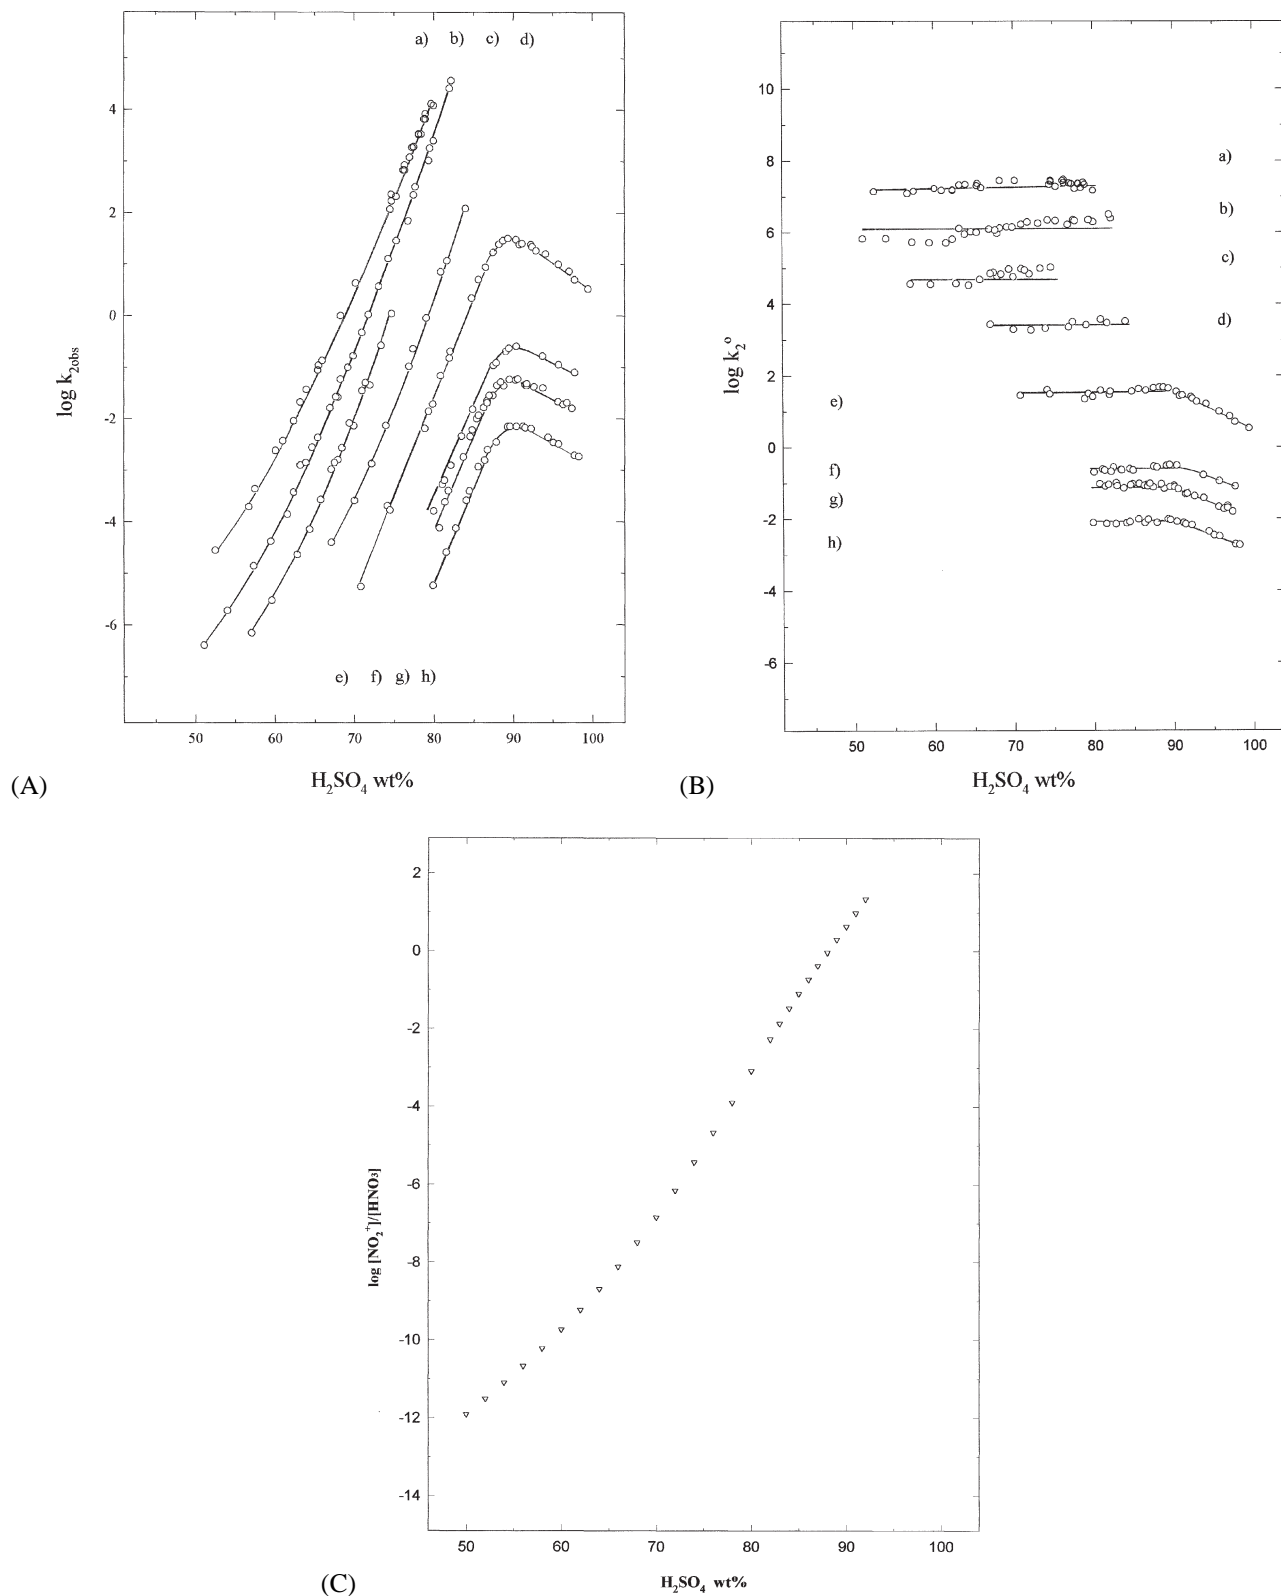 a) b) c) d)
4
2
0
-2
-4
-6
log k2obs
e) f) g) h)
50 60 70 80 90 100
(A) H2SO4 wt%
10
8
6
4
2
0
-2
-4
-6
log k2o
a)
b)
c)
d)
e)
f)
g)
h)
50 60 70 80 90 100
(B) H2SO4 wt%
2
0
-2
-4
-6
-8
-10
-12
-14
log [NO2+]/[HNO3]
50 60 70 80 90 100
(C) H2SO4 wt%